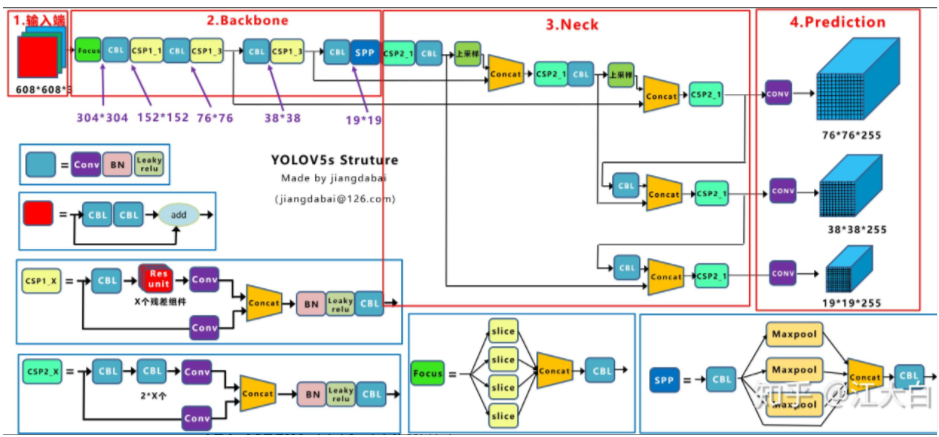 1.输入端
2.Backbone
3.Neck
4.Prediction
Focus
CBL
CSP1_1
CBL
CSP1_3
CBL
CSP1_3
CBL
SPP
CSP2_1
CBL
上采样
Concat
CSP2_1
CBL
上采样
Concat
CSP2_1
CONV
608*608*
304*304
152*152
76*76
38*38
19*19
76*76*255
YOLOV5s Struture
Made by jiangdabai
(jiangdabai@126.com)
CBL
Concat
CSP2_1
CONV
38*38*255
CBL
Concat
CSP2_1
CONV
19*19*255
=
Conv
BN
Leaky
relu
=
CBL
CBL
add
CSP1_X
=
CBL
Res
unit
X个残差组件
Conv
Conv
Concat
BN
Leaky
relu
CBL
CSP2_X
=
CBL
CBL
2*X个
Conv
Conv
Concat
BN
Leaky
relu
CBL
Focus
=
slice
slice
slice
slice
Concat
CBL
SPP
=
CBL
Maxpool
Maxpool
Maxpool
Concat
CBL
知乎 @江大白